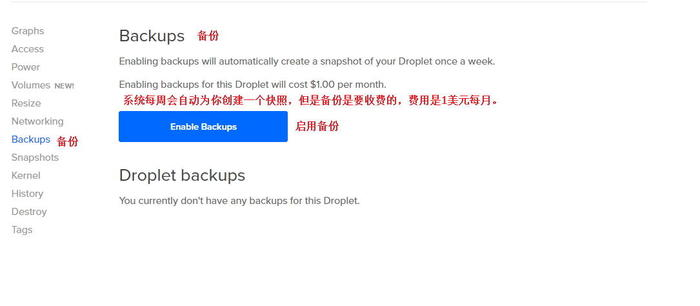 Graphs
Access
Power
Volumes NEW!
Resize
Networking
Backups 备份
Snapshots
Kernel
History
Destroy
Tags
Backups 备份
Enabling backups will automatically create a snapshot of your Droplet once a week.
Enabling backups for this Droplet will cost $1.00 per month.
系统每周会自动为你创建一个快照，但是备份是要收费的，费用是1美元每月。
Enable Backups 启用备份
Droplet backups
You currently don't have any backups for this Droplet.